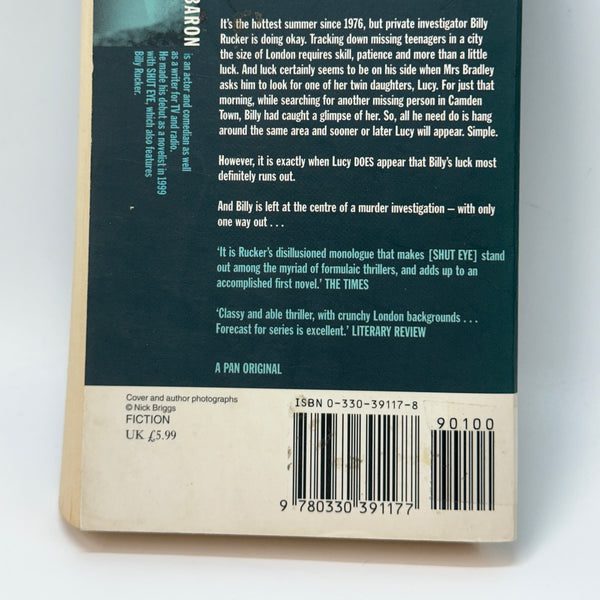 BARON
is an actor and comedian as well
as a writer for TV and radio.
He made his debut as a novelist in 1999
with SHUT EYE, which also features
Billy Rucker.
It's the hottest summer since 1976, but private investigator Billy
Rucker is doing okay. Tracking down missing teenagers in a city
the size of London requires skill, patience and more than a little
luck. And luck certainly seems to be on his side when Mrs Bradley
asks him to look for one of her twin daughters, Lucy. For just that
morning, while searching for another missing person in Camden
Town, Billy had caught a glimpse of her. So, all he need do is hang
around the same area and sooner or later Lucy will appear. Simple.
However, it is exactly when Lucy DOES appear that Billy's luck most
definitely runs out.
And Billy is left at the centre of a murder investigation – with only
one way out . . .
'It is Rucker's disillusioned monologue that makes [SHUT EYE] stand
out among the myriad of formulaic thrillers, and adds up to an
accomplished first novel.' THE TIMES
'Classy and able thriller, with crunchy London backgrounds . . .
Forecast for series is excellent.' LITERARY REVIEW
A PAN ORIGINAL
Cover and author photographs
© Nick Briggs
FICTION
UK £5.99
ISBN 0-330-39117-8
90100
9 780330 391177